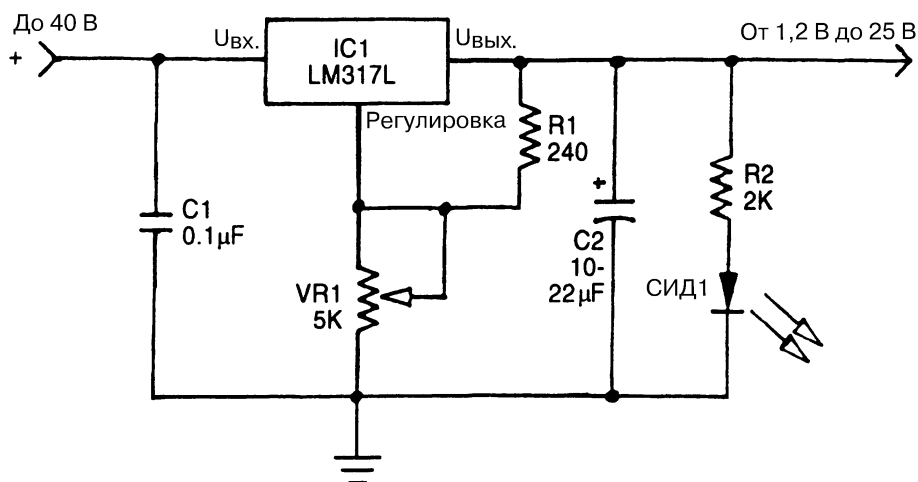 До 40 В
+
Uвх.
IC1
LM317L
Uвых.
От 1,2 В до 25 В
Регулировка
R1
240
C1
0.1µF
VR1
5K
+
C2
10-
22µF
R2
2K
СИД1